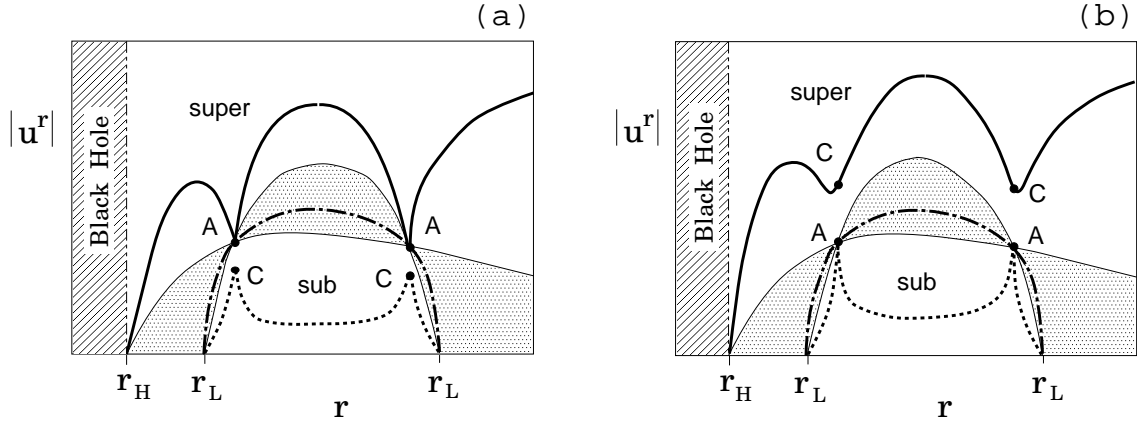 (a)
|u^r|
Black Hole
super
A
A
C
C
sub
r_H
r_L
r_L
r
(b)
|u^r|
Black Hole
super
C
C
A
A
sub
r_H
r_L
r_L
r